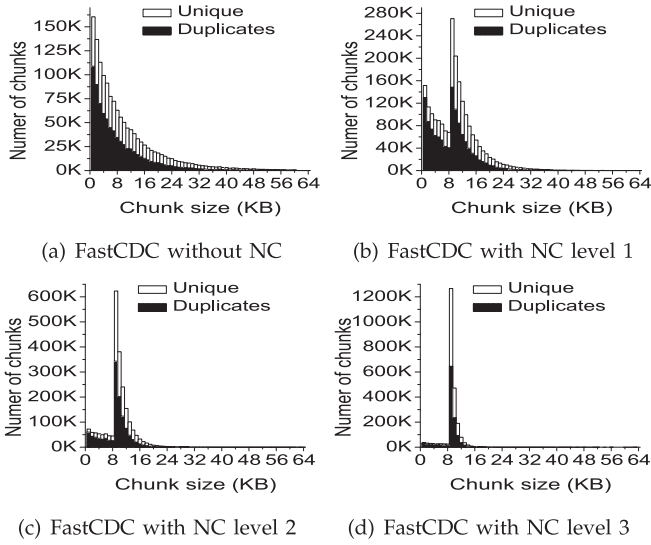 Unique
Duplicates
150K
125K
100K
75K
50K
25K
0K
Numer of chunks
0 8 16 24 32 40 48 56 64
Chunk size (KB)
(a) FastCDC without NC
Unique
Duplicates
280K
240K
200K
160K
120K
80K
40K
0K
Numer of chunks
0 8 16 24 32 40 48 56 64
Chunk size (KB)
(b) FastCDC with NC level 1
Unique
Duplicates
600K
500K
400K
300K
200K
100K
0K
Numer of chunks
0 8 16 24 32 40 48 56 64
Chunk size (KB)
(c) FastCDC with NC level 2
Unique
Duplicates
1200K
1000K
800K
600K
400K
200K
0K
Numer of chunks
0 8 16 24 32 40 48 56 64
Chunk size (KB)
(d) FastCDC with NC level 3